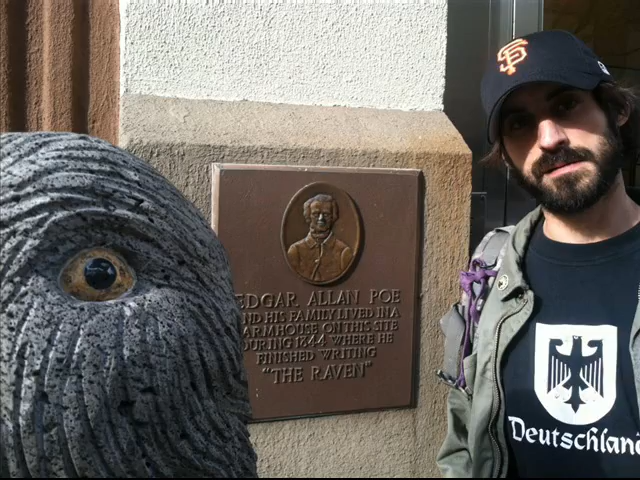 SF
EDGAR ALLAN POE
AND HIS FAMILY LIVED IN A
FARMHOUSE ON THIS SITE
DURING 1844 WHERE HE
FINISHED WRITING
"THE RAVEN"
Deutschland